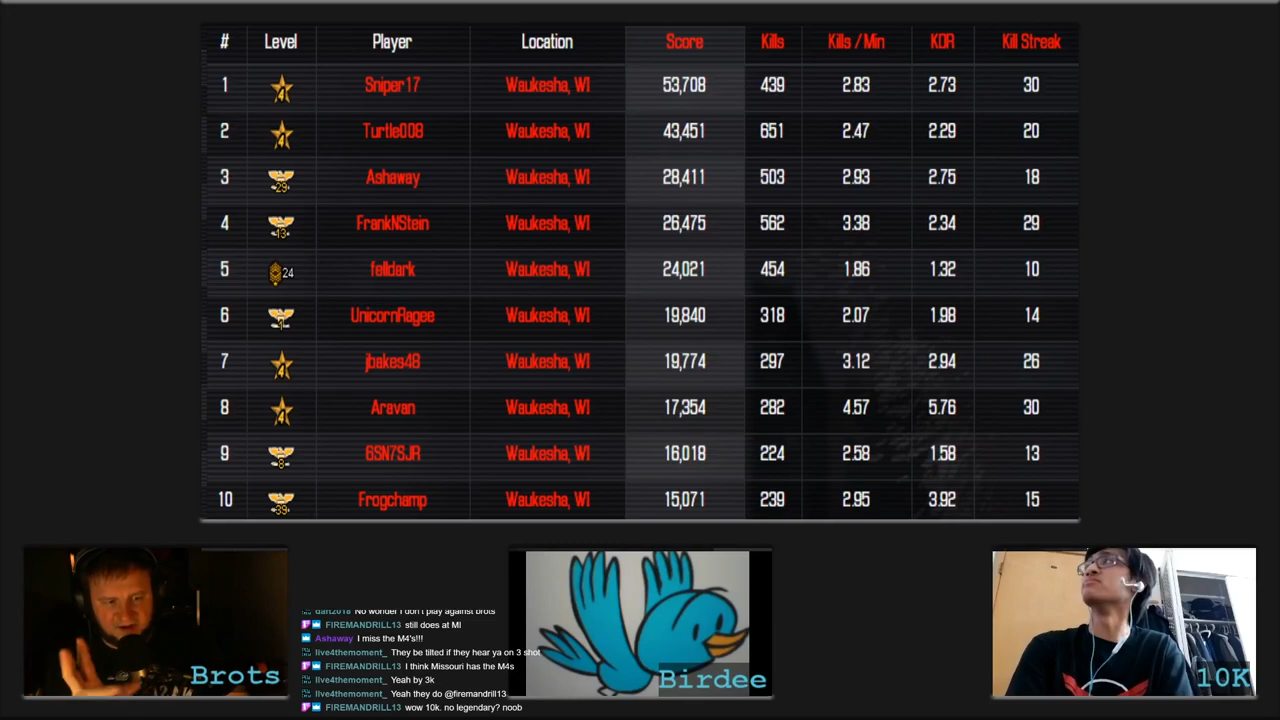 # Level Player Location Score Kills Kills / Min KDR Kill Streak
1 4 Sniper17 Waukesha, WI 53,708 439 2.83 2.73 30
2 4 Turtle008 Waukesha, WI 43,451 651 2.47 2.29 20
3 29 Ashaway Waukesha, WI 28,411 503 2.93 2.75 18
4 13 FrankNStein Waukesha, WI 26,475 562 3.38 2.34 29
5 24 felldark Waukesha, WI 24,021 454 1.86 1.32 10
6 1 UnicornRagee Waukesha, WI 19,840 318 2.07 1.98 14
7 4 jbakes48 Waukesha, WI 19,774 297 3.12 2.94 26
8 4 Aravan Waukesha, WI 17,354 282 4.57 5.76 30
9 8 6SN7SJR Waukesha, WI 16,018 224 2.58 1.58 13
10 39 Frogchamp Waukesha, WI 15,071 239 2.95 3.92 15
No wonder I don't play against brots
FIREMANDRILL13 still does at MI
Ashaway I miss the M4's!!!
live4themoment_ They be tilted if they hear ya on 3 shot
FIREMANDRILL13 I think Missouri has the M4s
live4themoment_ Yeah by 3k
live4themoment_ Yeah they do @firemandrill13
FIREMANDRILL13 wow 10k. no legendary? noob
Brots
Birdee
10K